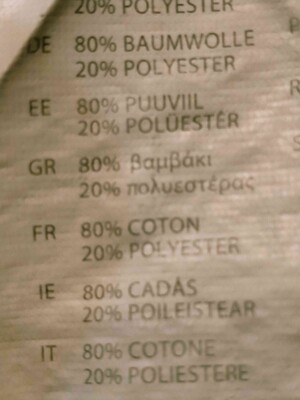 20% POLYESTER
DE 80% BAUMWOLLE
20% POLYESTER
EE 80% PUUVIIL
20% POLÜESTER
GR 80% βαμβάκι
20% πολυεστέρας
FR 80% COTON
20% POLYESTER
IE 80% CADÁS
20% POILEISTEAR
IT 80% COTONE
20% POLIESTERE